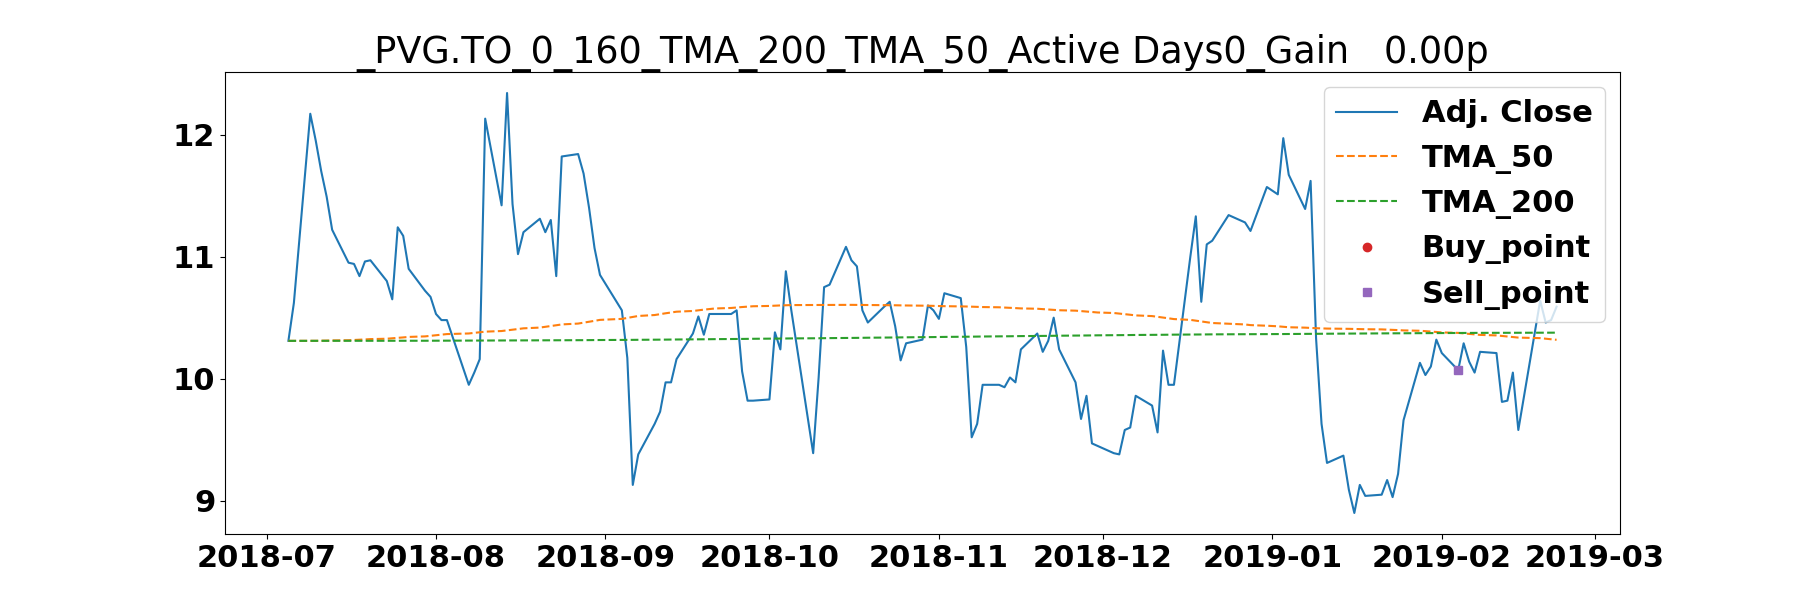 _PVG.TO_0_160_TMA_200_TMA_50_Active Days0_Gain   0.00p
Adj. Close
TMA_50
TMA_200
Buy_point
Sell_point
12
11
10
9
2018-07 2018-08 2018-09 2018-10 2018-11 2018-12 2019-01 2019-02 2019-03